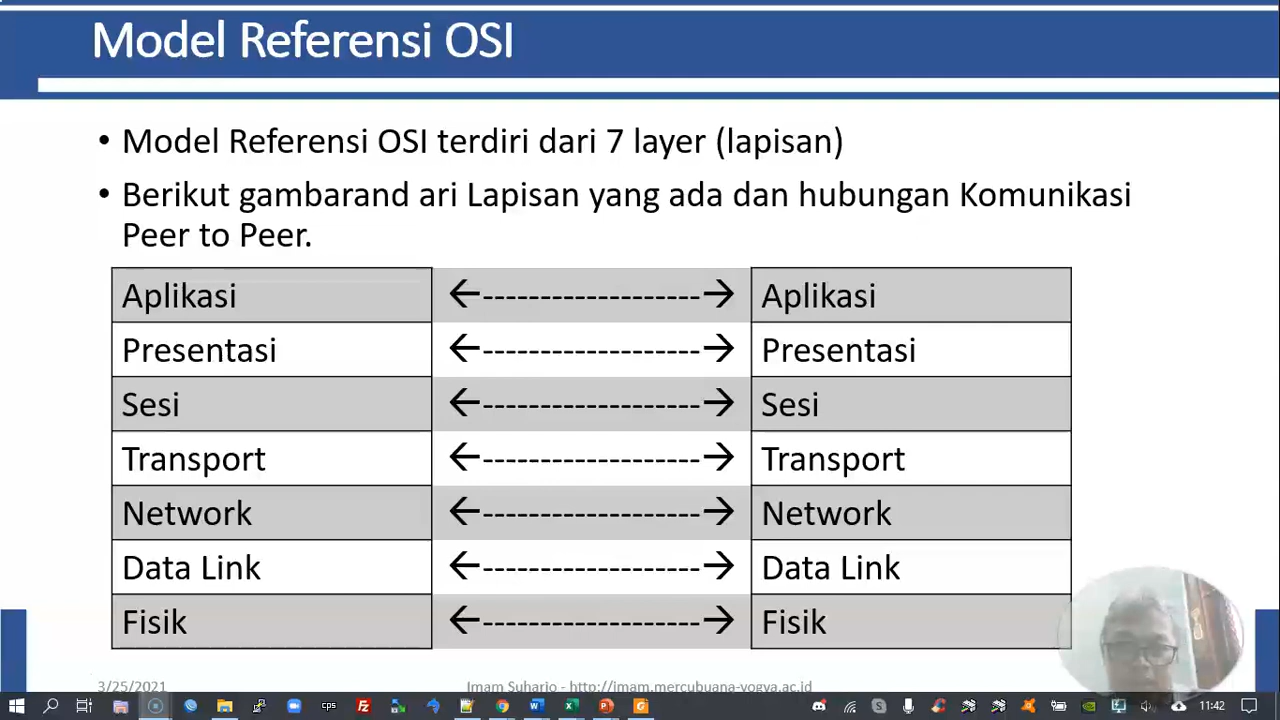 Model Referensi OSI
• Model Referensi OSI terdiri dari 7 layer (lapisan)
• Berikut gambarand ari Lapisan yang ada dan hubungan Komunikasi
Peer to Peer.
Aplikasi ←-------------------→ Aplikasi
Presentasi ←-------------------→ Presentasi
Sesi ←-------------------→ Sesi
Transport ←-------------------→ Transport
Network ←-------------------→ Network
Data Link ←-------------------→ Data Link
Fisik ←-------------------→ Fisik
3/25/2021 Imam Suharjo - http://imam.mercubuana-yogya.ac.id
cps 11:42